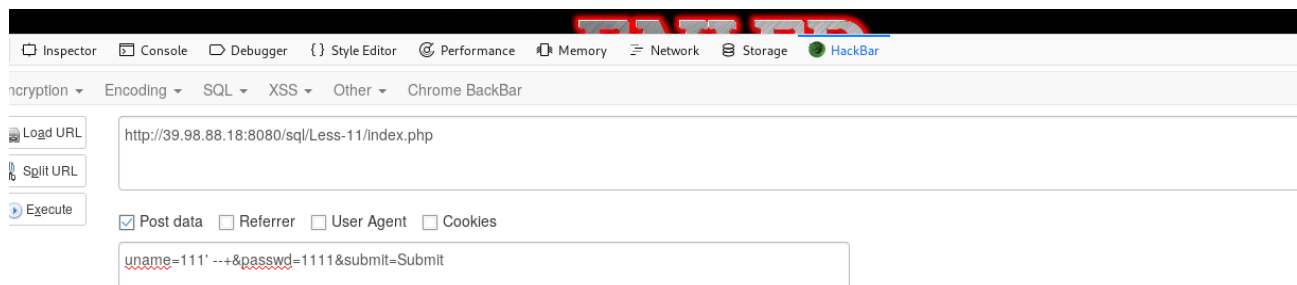 Inspector Console Debugger {} Style Editor Performance Memory Network Storage HackBar
Encoding SQL XSS Other Chrome BackBar
Load URL
http://39.98.88.18:8080/sql/Less-11/index.php
Split URL
Execute
Post data Referrer User Agent Cookies
uname=111' --+&passwd=1111&submit=Submit